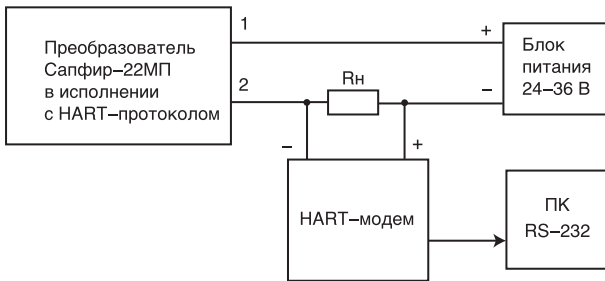 Преобразователь
Сапфир–22МП
в исполнении
с HART–протоколом
1
2
Rн
+
–
Блок
питания
24–36 В
–
+
HART–модем
ПК
RS–232